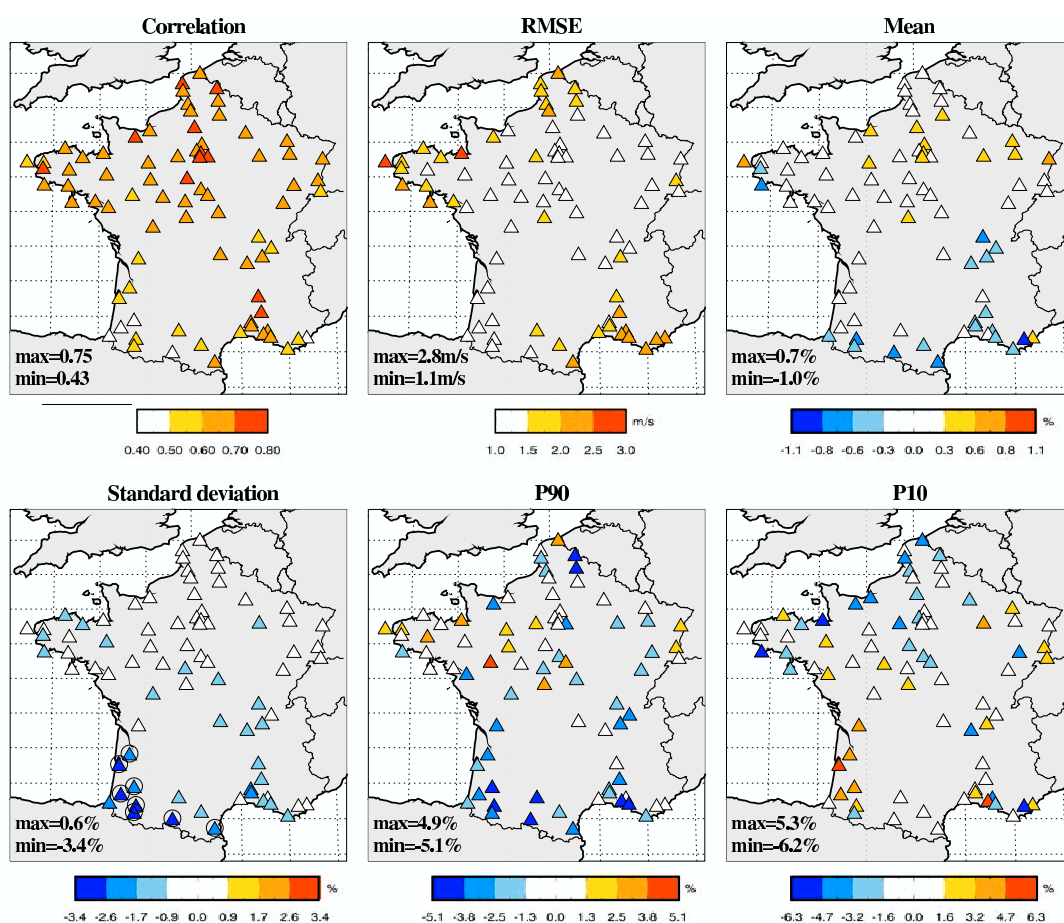 Correlation
RMSE
Mean
max=0.75
min=0.43
max=2.8m/s
min=1.1m/s
max=0.7%
min=-1.0%
0.40 0.50 0.60 0.70 0.80
m/s
1.0 1.5 2.0 2.5 3.0
%
-1.1 -0.8 -0.6 -0.3 0.0 0.3 0.6 0.8 1.1
Standard deviation
P90
P10
max=0.6%
min=-3.4%
max=4.9%
min=-5.1%
max=5.3%
min=-6.2%
%
-3.4 -2.6 -1.7 -0.9 0.0 0.9 1.7 2.6 3.4
%
-5.1 -3.8 -2.5 -1.3 0.0 1.3 2.5 3.8 5.1
%
-6.3 -4.7 -3.2 -1.6 0.0 1.6 3.2 4.7 6.3